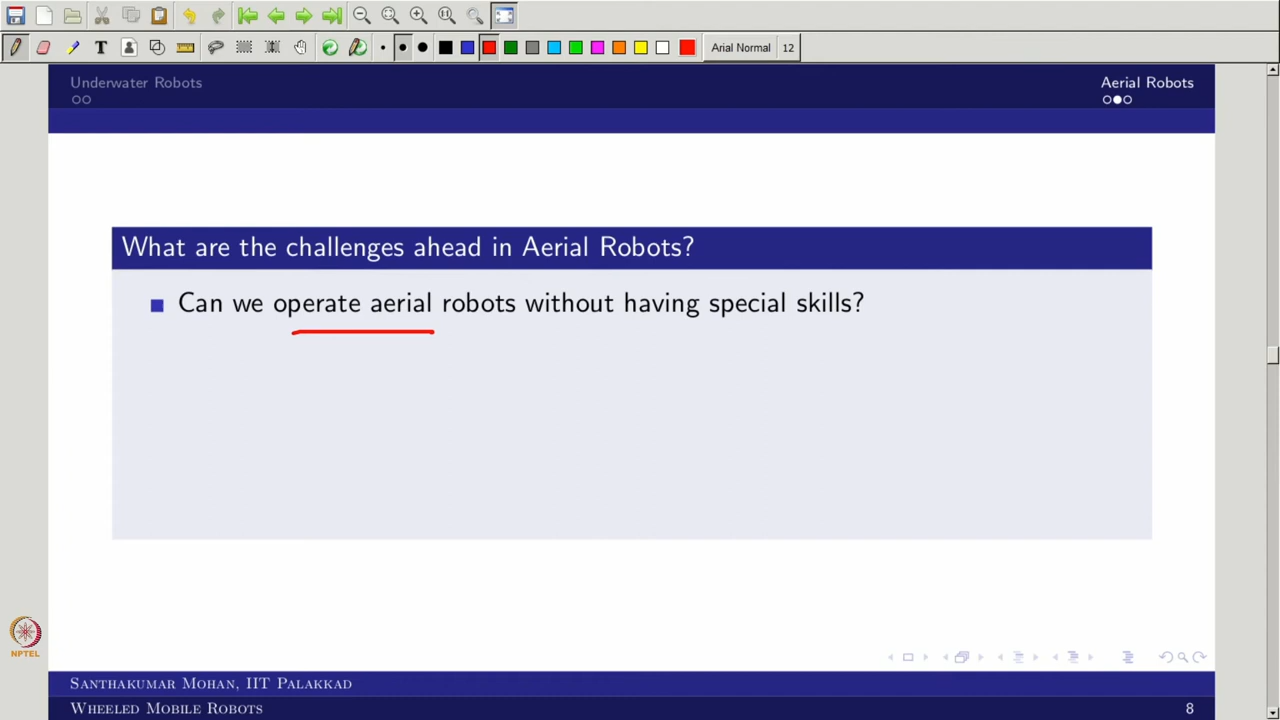 Arial Normal 12
Underwater Robots
Aerial Robots
What are the challenges ahead in Aerial Robots?
Can we operate aerial robots without having special skills?
NPTEL
Santhakumar Mohan, IIT Palakkad
Wheeled Mobile Robots
8